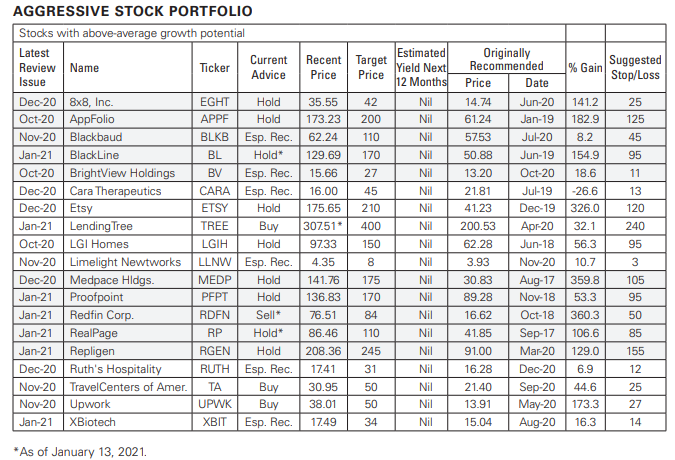 AGGRESSIVE STOCK PORTFOLIO
Stocks with above-average growth potential
Latest Review Issue Name Ticker Current Advice Recent Price Target Price Estimated Yield Next 12 Months Originally Recommended Price Date % Gain Suggested Stop/Loss
Dec-20 8x8, Inc. EGHT Hold 35.55 42 Nil 14.74 Jun-20 141.2 25
Oct-20 AppFolio APPF Hold 173.23 200 Nil 61.24 Jan-19 182.9 125
Nov-20 Blackbaud BLKB Esp. Rec. 62.24 110 Nil 57.53 Jul-20 8.2 45
Jan-21 BlackLine BL Hold* 129.69 170 Nil 50.88 Jun-19 154.9 95
Oct-20 BrightView Holdings BV Esp. Rec. 15.66 27 Nil 13.20 Oct-20 18.6 11
Dec-20 Cara Therapeutics CARA Esp. Rec. 16.00 45 Nil 21.81 Jul-19 -26.6 13
Dec-20 Etsy ETSY Hold 175.65 210 Nil 41.23 Dec-19 326.0 120
Jan-21 LendingTree TREE Buy 307.51* 400 Nil 200.53 Apr-20 32.1 240
Oct-20 LGI Homes LGIH Hold 97.33 150 Nil 62.28 Jun-18 56.3 95
Nov-20 Limelight Newtworks LLNW Esp. Rec. 4.35 8 Nil 3.93 Nov-20 10.7 3
Dec-20 Medpace Hldgs. MEDP Hold 141.76 175 Nil 30.83 Aug-17 359.8 105
Jan-21 Proofpoint PFPT Hold 136.83 170 Nil 89.28 Nov-18 53.3 95
Jan-21 Redfin Corp. RDFN Sell* 76.51 84 Nil 16.62 Oct-18 360.3 50
Jan-21 RealPage RP Hold* 86.46 110 Nil 41.85 Sep-17 106.6 85
Jan-21 Repligen RGEN Hold 208.36 245 Nil 91.00 Mar-20 129.0 155
Dec-20 Ruth's Hospitality RUTH Esp. Rec. 17.41 31 Nil 16.28 Dec-20 6.9 12
Nov-20 TravelCenters of Amer. TA Buy 30.95 50 Nil 21.40 Sep-20 44.6 25
Nov-20 Upwork UPWK Buy 38.01 50 Nil 13.91 May-20 173.3 27
Jan-21 XBiotech XBIT Esp. Rec. 17.49 34 Nil 15.04 Aug-20 16.3 14
*As of January 13, 2021.